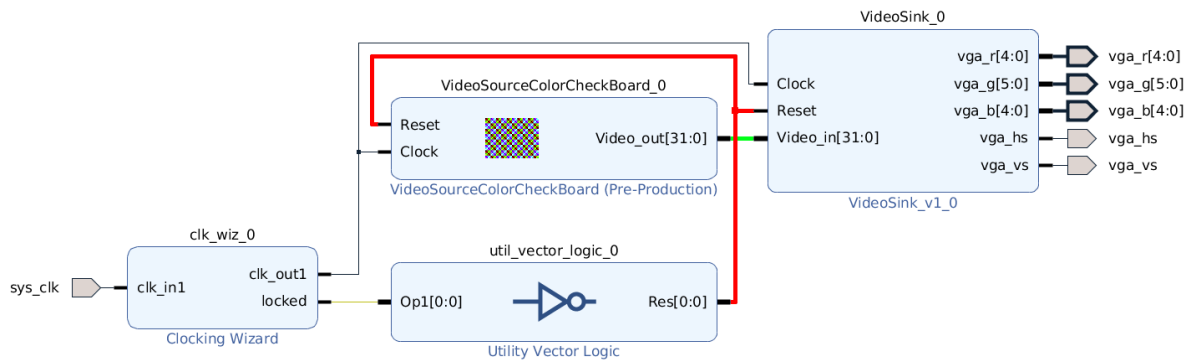 VideoSink_0
vga_r[4:0]
vga_r[4:0]
Clock
vga_g[5:0]
vga_g[5:0]
VideoSourceColorCheckBoard_0
Reset
vga_b[4:0]
vga_b[4:0]
Reset
Video_out[31:0]
Video_in[31:0]
vga_hs
vga_hs
Clock
vga_vs
vga_vs
VideoSourceColorCheckBoard (Pre-Production)
VideoSink_v1_0
clk_wiz_0
util_vector_logic_0
sys_clk
clk_in1
clk_out1
locked
Op1[0:0]
Res[0:0]
Clocking Wizard
Utility Vector Logic